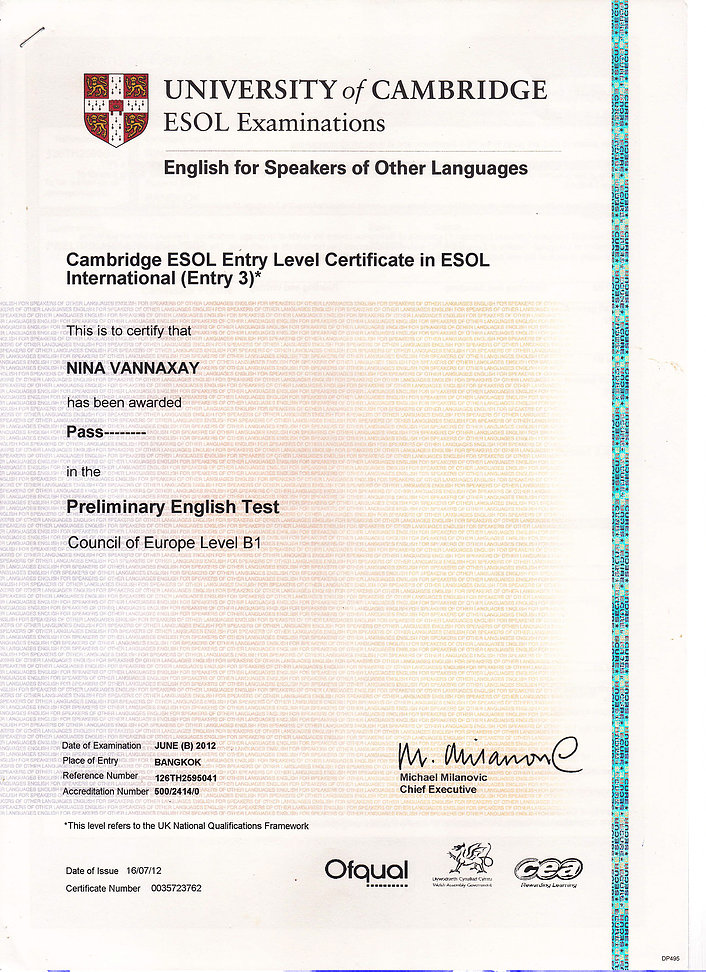 UNIVERSITY of CAMBRIDGE
ESOL Examinations
English for Speakers of Other Languages
Cambridge ESOL Entry Level Certificate in ESOL
International (Entry 3)*
This is to certify that
NINA VANNAXAY
has been awarded
Pass--------
in the
Preliminary English Test
Council of Europe Level B1
Date of Examination JUNE (B) 2012
Place of Entry BANGKOK
Reference Number 126TH2595041
Accreditation Number 500/2414/0
M. Milanovic
Michael Milanovic
Chief Executive
*This level refers to the UK National Qualifications Framework
Date of Issue 16/07/12
Certificate Number 0035723762
Ofqual
Llywodraeth Cynulliad Cymru
Welsh Assembly Government
cea
Rewarding Learning
DP495